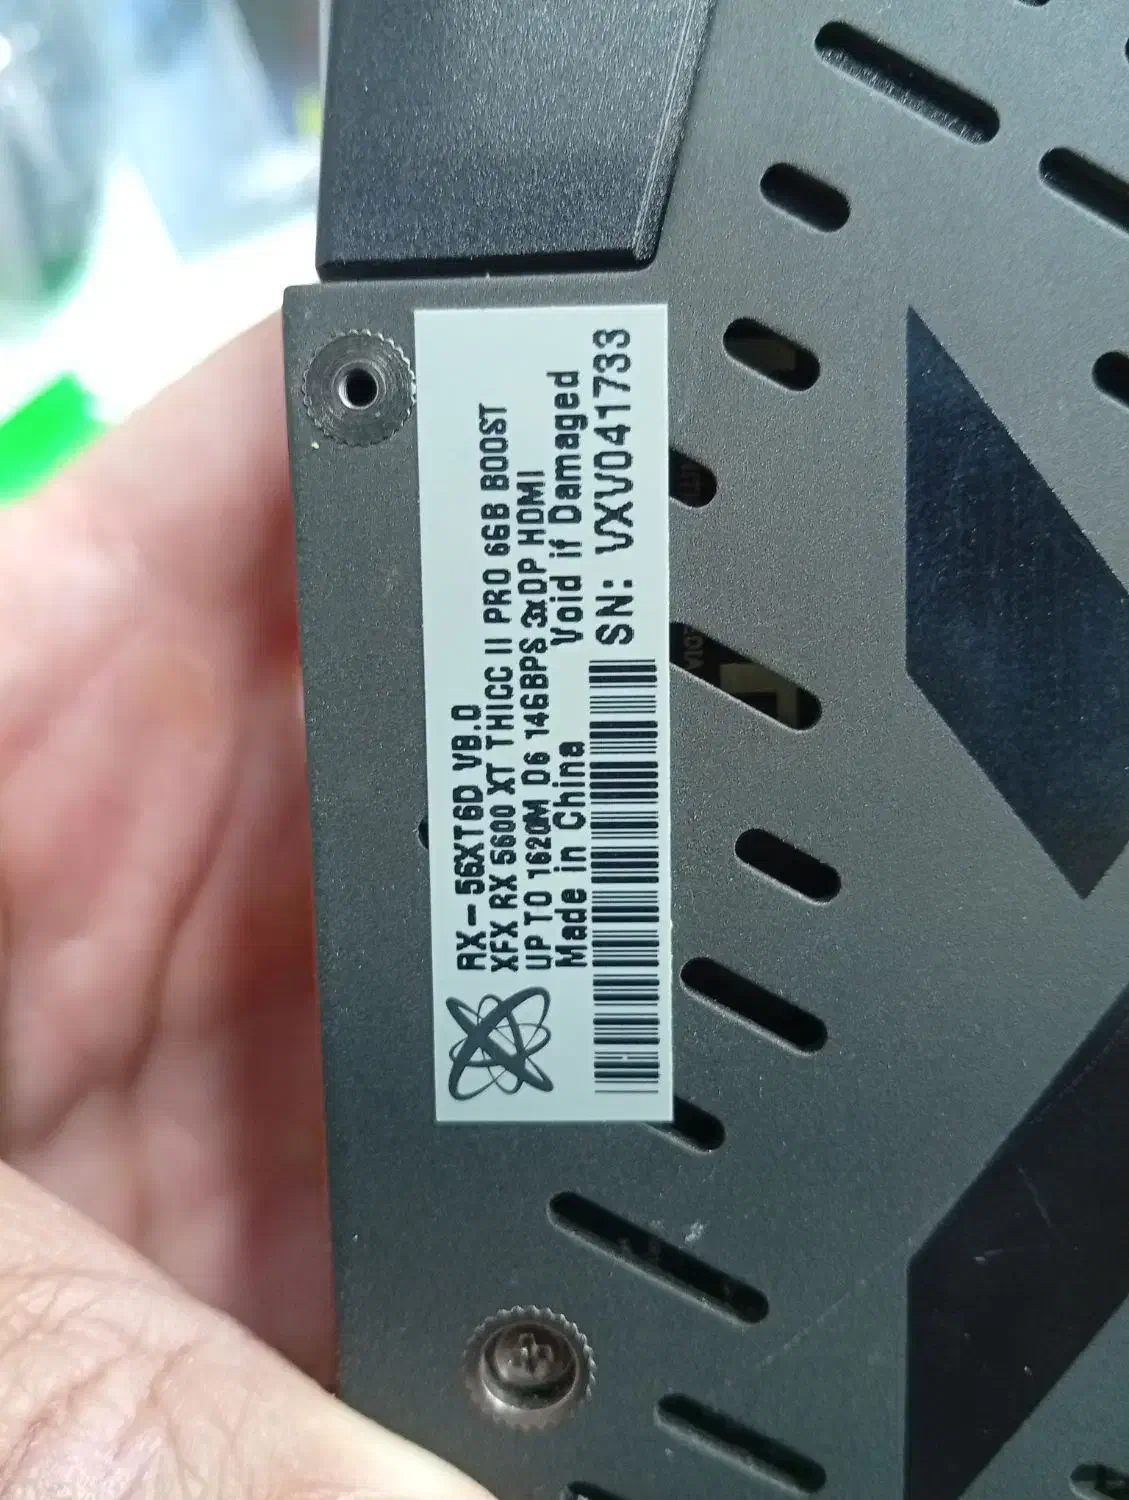 RX-56XT6D V8.0
XFX RX 5600 XT THICC II PRO 6GB BOOST
UP TO 1620M D6 14GBPS 3xDP HDMI
Made in China Void if Damaged
SN: VXV041733